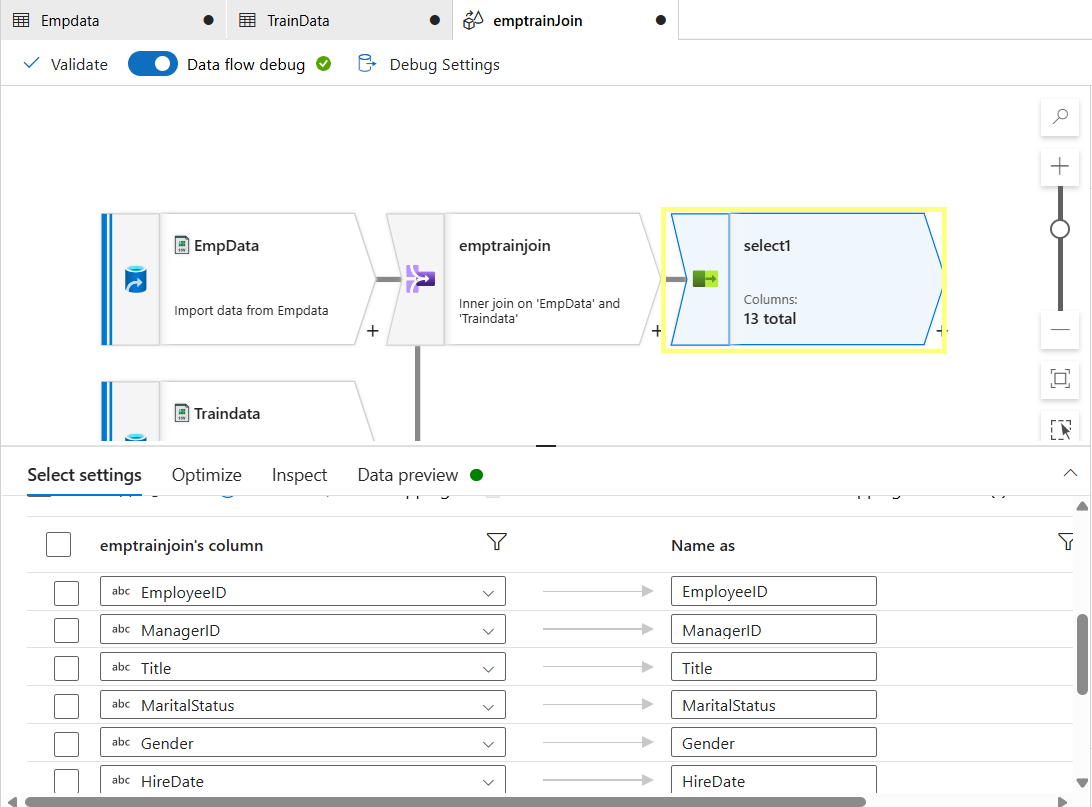 Empdata TrainData emptrainJoin
Validate Data flow debug Debug Settings
EmpData
Import data from Empdata
+
emptrainjoin
Inner join on 'EmpData' and
'Traindata'
+
select1
Columns:
13 total
+
Traindata
Select settings Optimize Inspect Data preview
emptrainjoin's column Name as
abc EmployeeID EmployeeID
abc ManagerID ManagerID
abc Title Title
abc MaritalStatus MaritalStatus
abc Gender Gender
abc HireDate HireDate